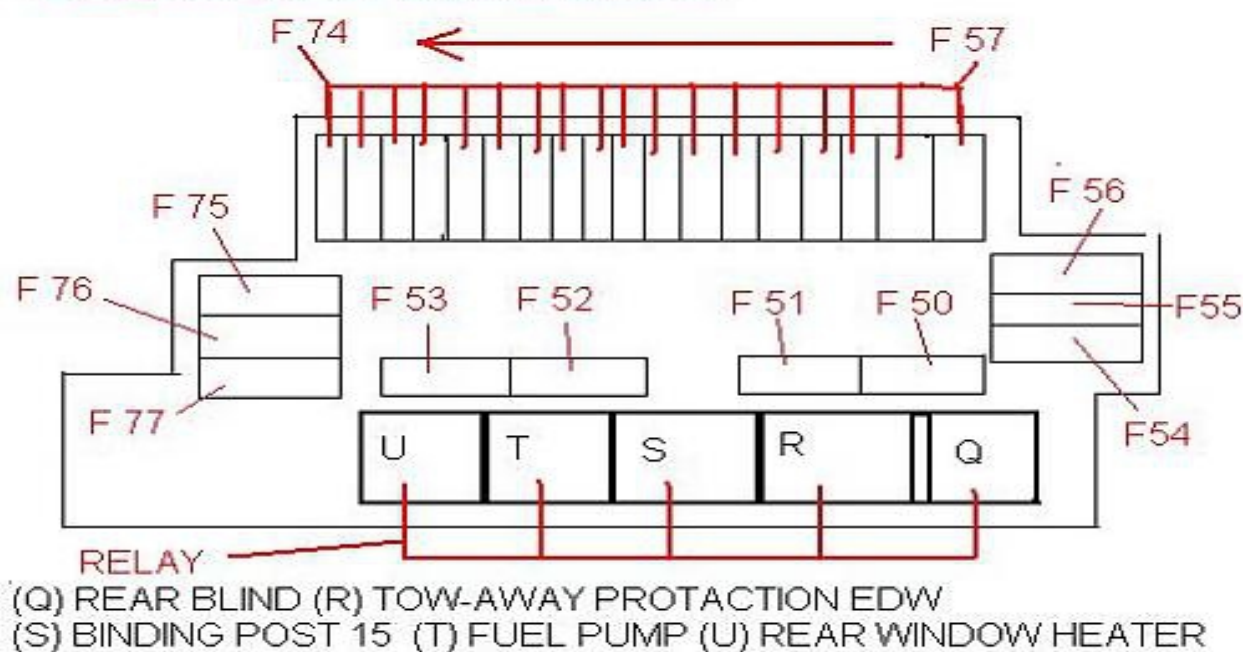 F 74
F 57
F 75
F 56
F 76
F 53
F 52
F 51
F 50
F55
F 77
F54
U T S R Q
RELAY
(Q) REAR BLIND (R) TOW-AWAY PROTACTION EDW
(S) BINDING POST 15 (T) FUEL PUMP (U) REAR WINDOW HEATER